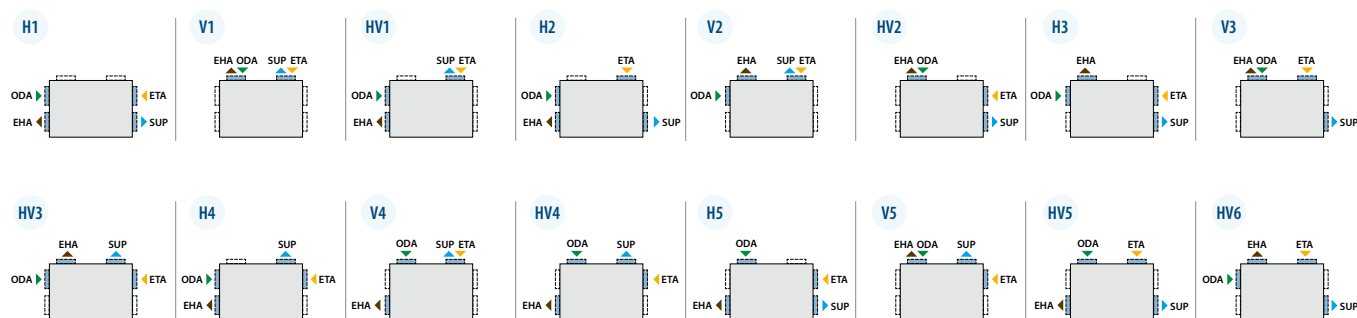 H1 V1 HV1 H2 V2 HV2 H3 V3
EHA ODA SUP ETA SUP ETA ETA EHA SUP ETA EHA ODA EHA EHA ODA ETA
ODA ETA ODA ODA ODA ETA ODA ETA
EHA SUP EHA EHA SUP SUP SUP SUP
HV3 H4 V4 HV4 H5 V5 HV5 HV6
EHA SUP SUP ODA SUP ETA ODA SUP ODA EHA ODA SUP ODA ETA EHA ETA
ODA ETA ODA ETA ETA ETA ETA ODA
EHA EHA EHA EHA SUP EHA SUP SUP